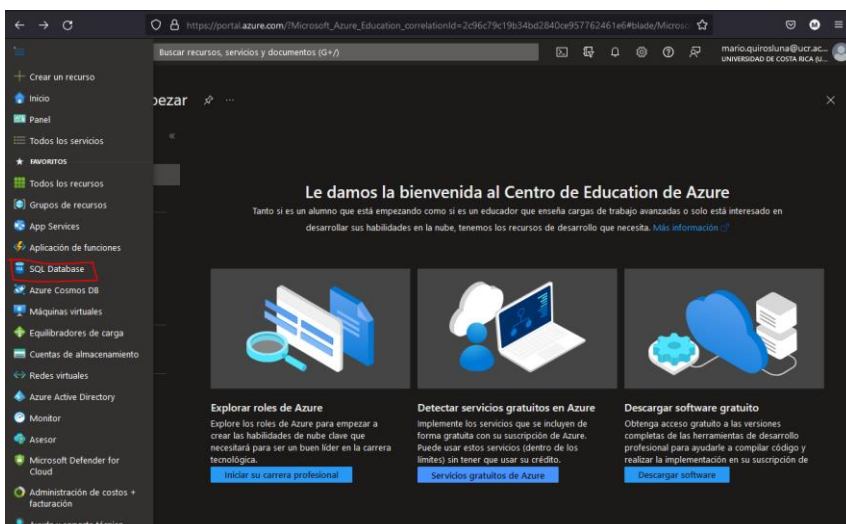 https://portal.azure.com/?Microsoft_Azure_Education_correlationId=2c96c79c19b34bd2840ce957762461e6#blade/Microso
Buscar recursos, servicios y documentos (G+/)
mario.quirosluna@ucr.ac...
UNIVERSIDAD DE COSTA RICA (U...
Crear un recurso
Inicio
Panel
Todos los servicios
FAVORITOS
Todos los recursos
Grupos de recursos
App Services
Aplicación de funciones
SQL Database
Azure Cosmos DB
Máquinas virtuales
Equilibradores de carga
Cuentas de almacenamiento
Redes virtuales
Azure Active Directory
Monitor
Asesor
Microsoft Defender for
Cloud
Administración de costos +
facturación
Ayuda y soporte técnico
pezar
Le damos la bienvenida al Centro de Education de Azure
Tanto si es un alumno que está empezando como si es un educador que enseña cargas de trabajo avanzadas o solo está interesado en
desarrollar sus habilidades en la nube, tenemos los recursos de desarrollo que necesita. Más información
Explorar roles de Azure
Explore los roles de Azure para empezar a
crear las habilidades de nube clave que
necesitará para ser un buen líder en la carrera
tecnológica.
Iniciar su carrera profesional
Detectar servicios gratuitos en Azure
Implemente los servicios que se incluyen de
forma gratuita con su suscripción de Azure.
Puede usar estos servicios (dentro de los
límites) sin tener que usar su crédito.
Servicios gratuitos de Azure
Descargar software gratuito
Obtenga acceso gratuito a las versiones
completas de las herramientas de desarrollo
profesional para ayudarle a compilar código y
realizar la implementación en su suscripción de
Descargar software